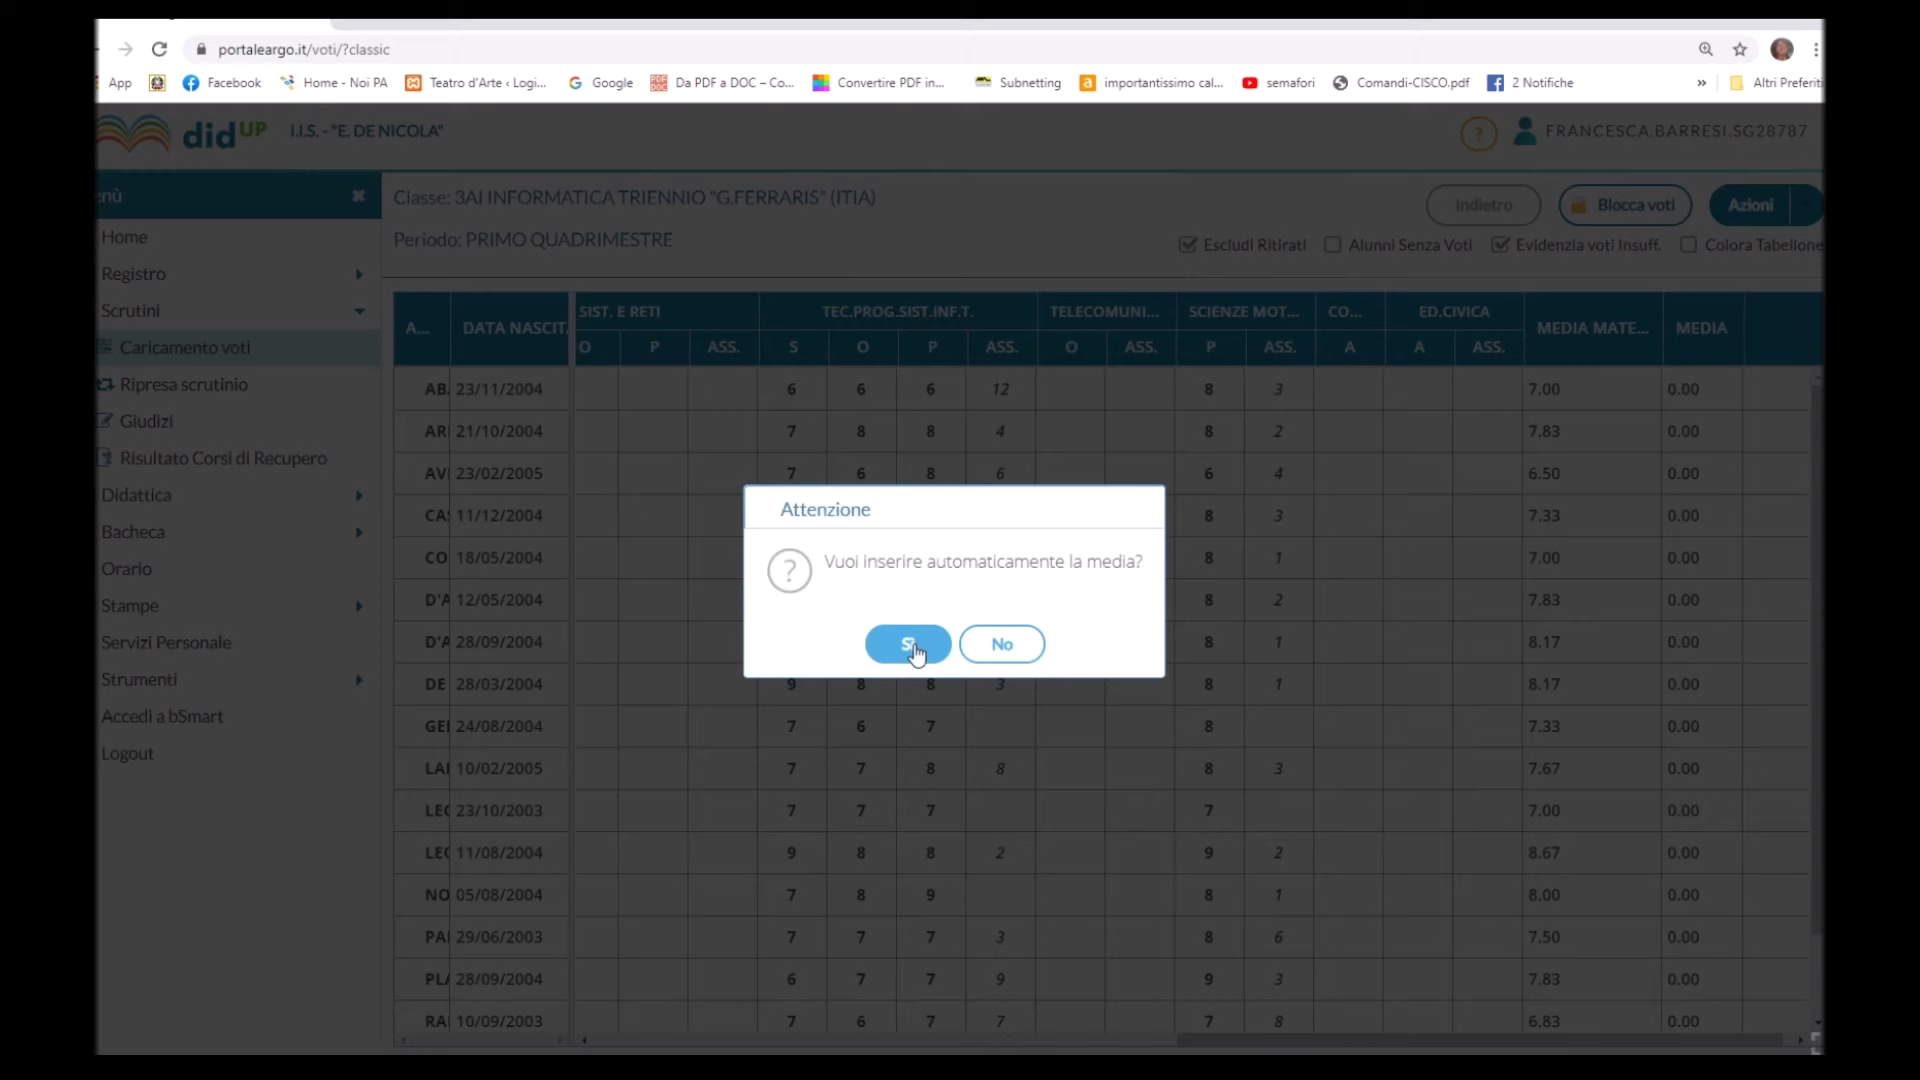 portaleargo.it/voti/?classic
App Facebook Home - Noi PA Teatro d'Arte ‹ Logi... Google Da PDF a DOC – Co... Convertire PDF in... Subnetting importantissimo cal... semafori Comandi-CISCO.pdf 2 Notifiche » Altri Preferiti
didUP I.I.S. - "E. DE NICOLA" ? FRANCESCA.BARRESI.SG28787
enù
Home
Registro
Scrutini
Caricamento voti
Ripresa scrutinio
Giudizi
Risultato Corsi di Recupero
Didattica
Bacheca
Orario
Stampe
Servizi Personale
Strumenti
Accedi a bSmart
Logout
Classe: 3AI INFORMATICA TRIENNIO "G.FERRARIS" (ITIA)
Indietro Blocca voti Azioni
Periodo: PRIMO QUADRIMESTRE
Escludi Ritirati Alunni Senza Voti Evidenzia voti Insuff. Colora Tabellone
A... DATA NASCIT. SIST. E RETI TEC.PROG.SIST.INF.T. TELECOMUNI... SCIENZE MOT... CO... ED.CIVICA MEDIA MATE... MEDIA
O P ASS. S O P ASS. O ASS. P ASS. A A ASS.
AB 23/11/2004 6 6 6 12 8 3 7.00 0.00
AR 21/10/2004 7 8 8 4 8 2 7.83 0.00
AV 23/02/2005 7 6 8 6 6 4 6.50 0.00
CA 11/12/2004 8 3 7.33 0.00
CO 18/05/2004 8 1 7.00 0.00
D'A 12/05/2004 8 2 7.83 0.00
D'A 28/09/2004 8 1 8.17 0.00
DE 28/03/2004 9 8 8 3 8 1 8.17 0.00
GE 24/08/2004 7 6 7 8 7.33 0.00
LA 10/02/2005 7 7 8 8 8 3 7.67 0.00
LEO 23/10/2003 7 7 7 7 7.00 0.00
LEO 11/08/2004 9 8 8 2 9 2 8.67 0.00
NO 05/08/2004 7 8 9 8 1 8.00 0.00
PA 29/06/2003 7 7 7 3 8 6 7.50 0.00
PLA 28/09/2004 6 7 7 9 9 3 7.83 0.00
RA 10/09/2003 7 6 7 7 7 8 6.83 0.00
Attenzione
? Vuoi inserire automaticamente la media?
No